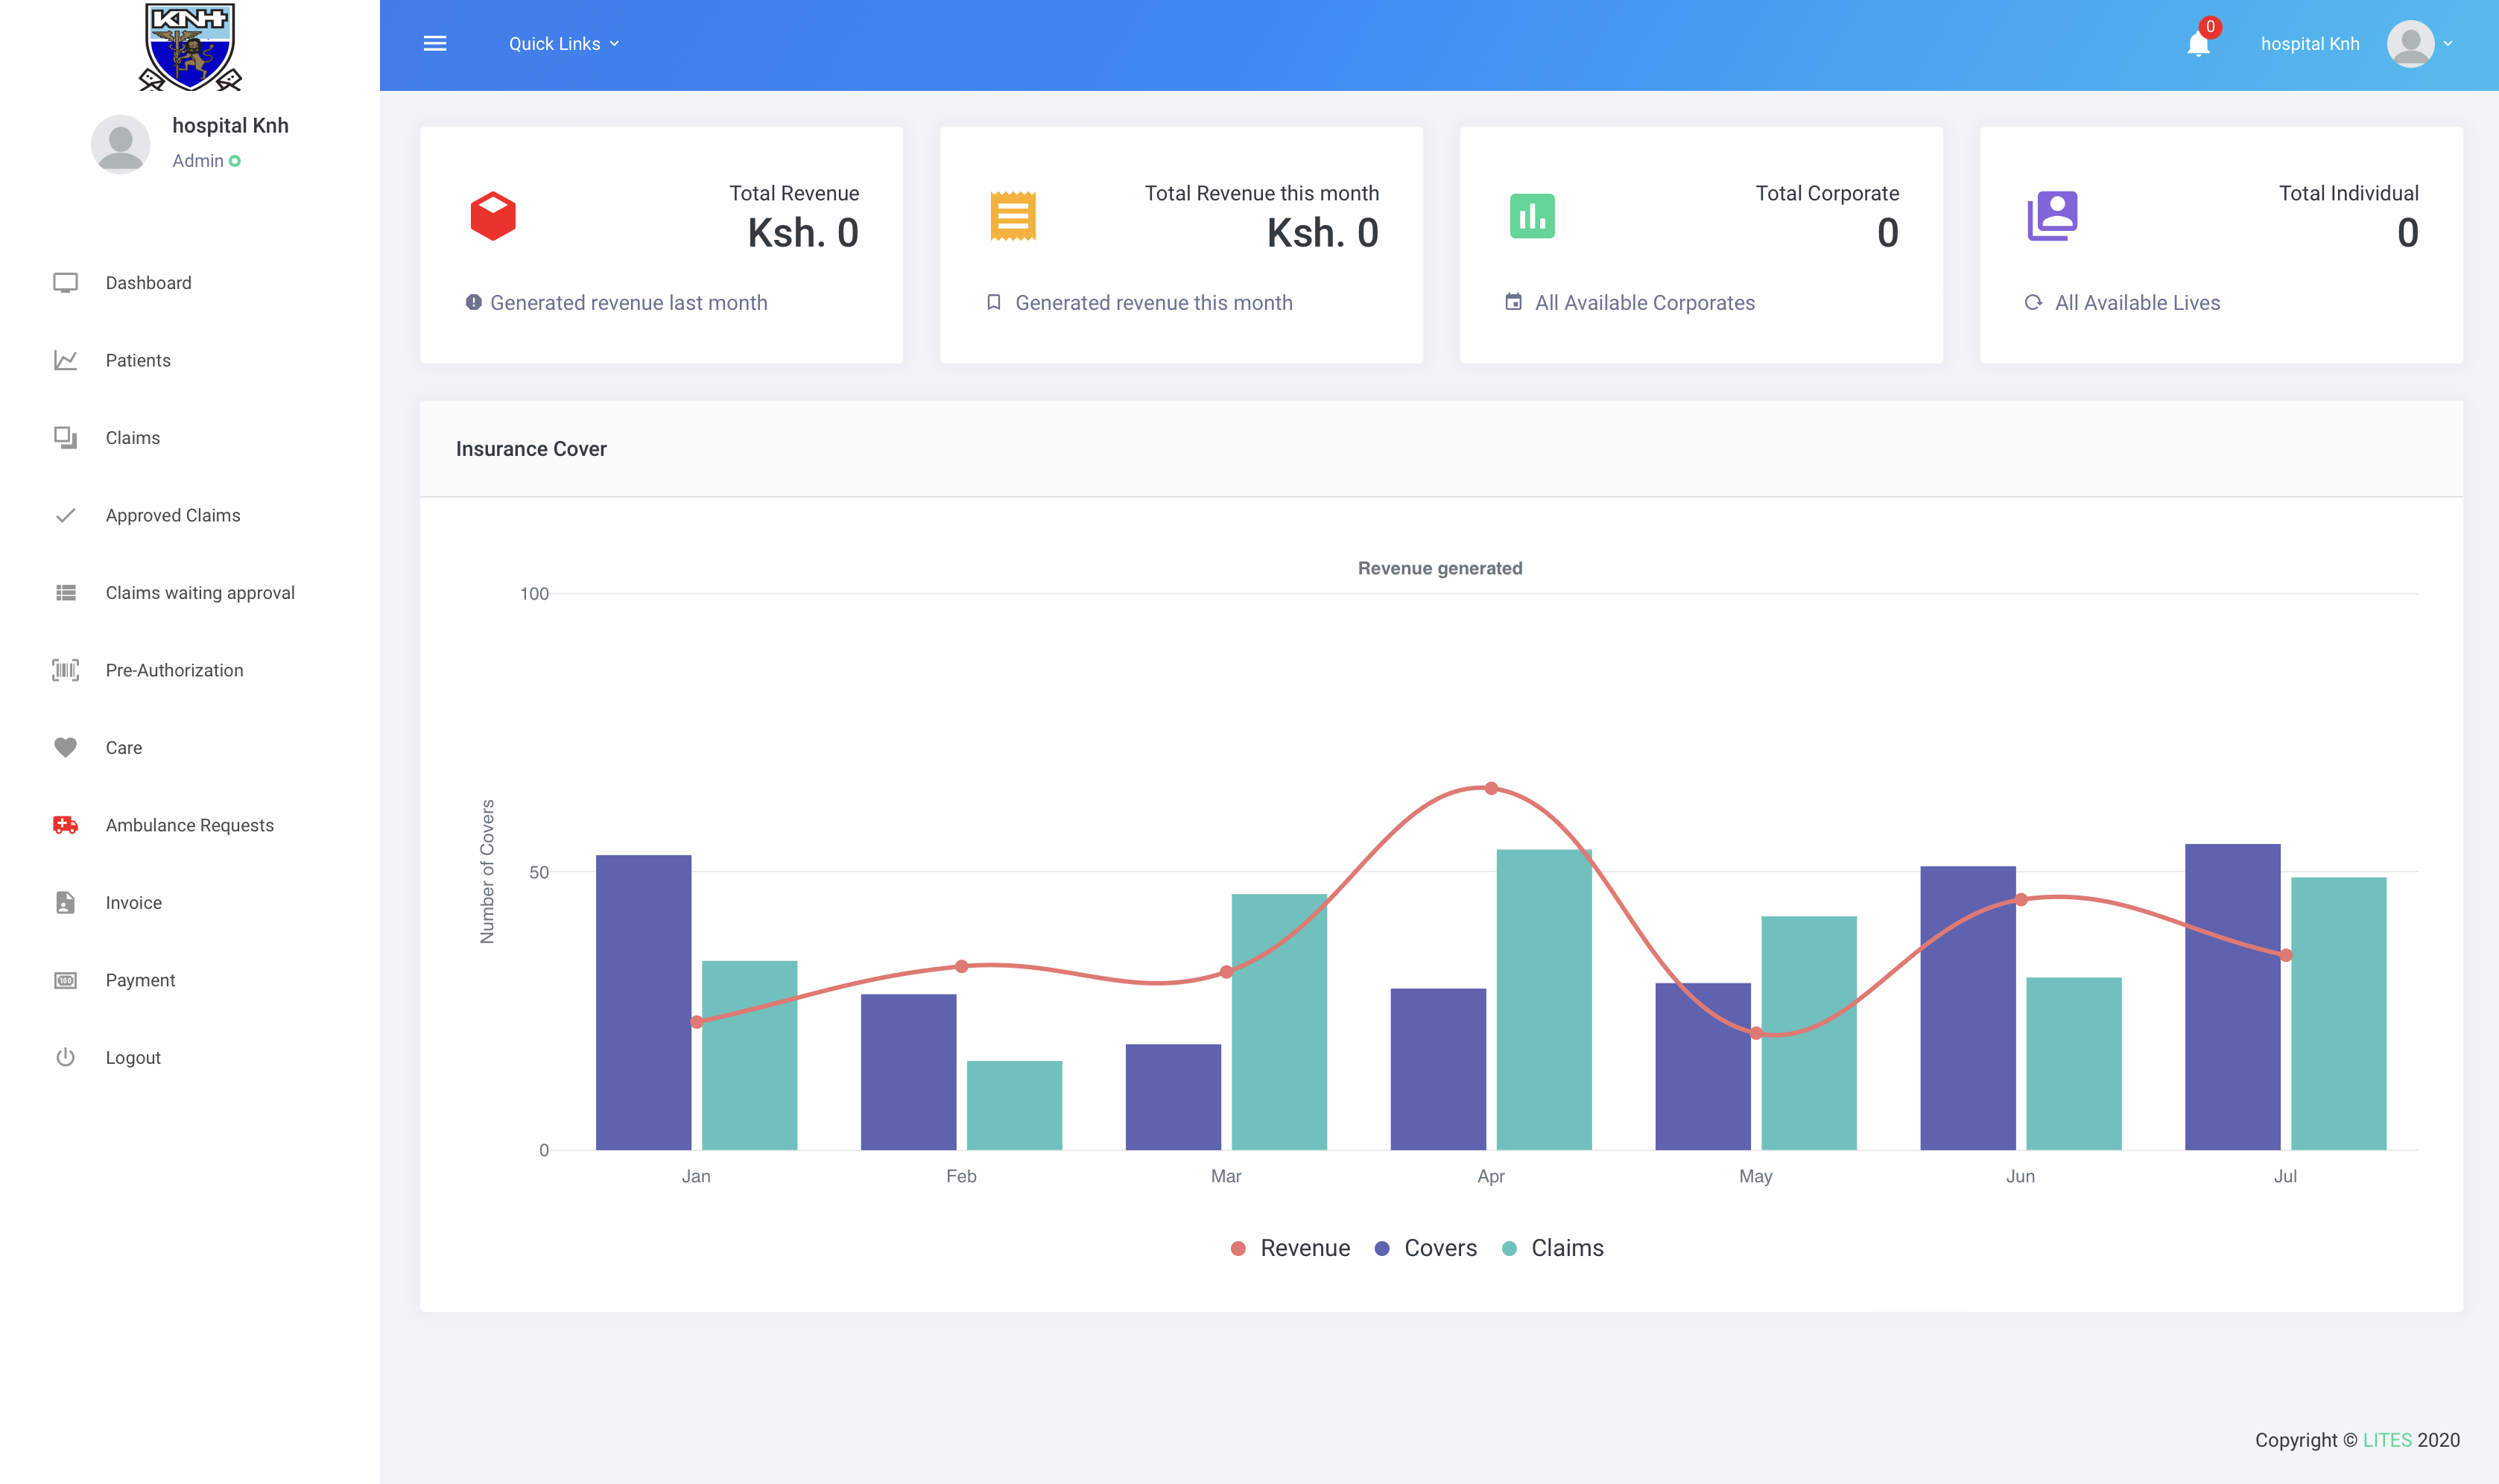 KNH
hospital Knh
Admin
Dashboard
Patients
Claims
Approved Claims
Claims waiting approval
Pre-Authorization
Care
Ambulance Requests
Invoice
100
Payment
Logout
Quick Links
0
hospital Knh
Total Revenue
Ksh. 0
Generated revenue last month
Total Revenue this month
Ksh. 0
Generated revenue this month
Total Corporate
0
All Available Corporates
Total Individual
0
All Available Lives
Insurance Cover
Revenue generated
100
50
0
Number of Covers
Jan Feb Mar Apr May Jun Jul
Revenue Covers Claims
Copyright © LITES 2020